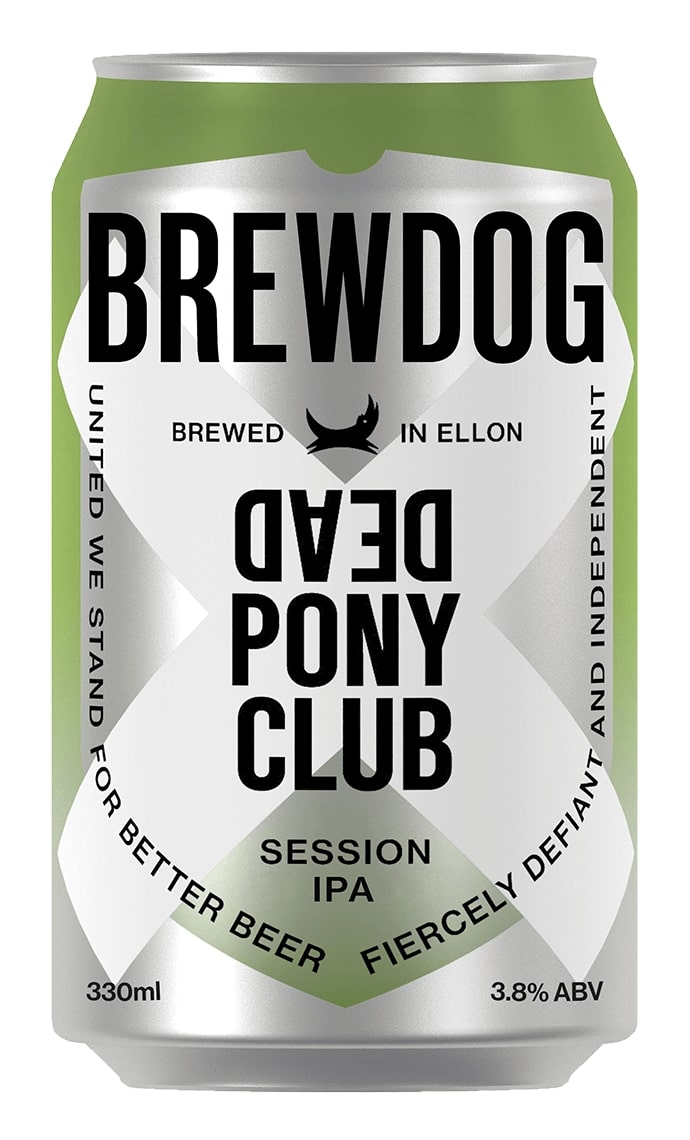 BREWDOG
BREWED IN ELLON
DEAD
PONY
CLUB
SESSION
IPA
UNITED WE STAND FOR BETTER BEER
FIERCELY DEFIANT AND INDEPENDENT
330ml
3.8% ABV